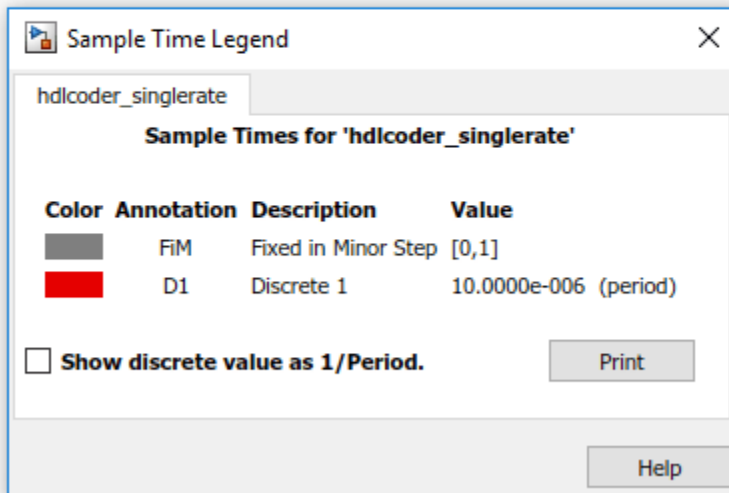 Sample Time Legend
hdlcoder_singlerate
Sample Times for 'hdlcoder_singlerate'
Color Annotation Description Value
FiM Fixed in Minor Step [0,1]
D1 Discrete 1 10.0000e-006 (period)
Show discrete value as 1/Period.
Print
Help